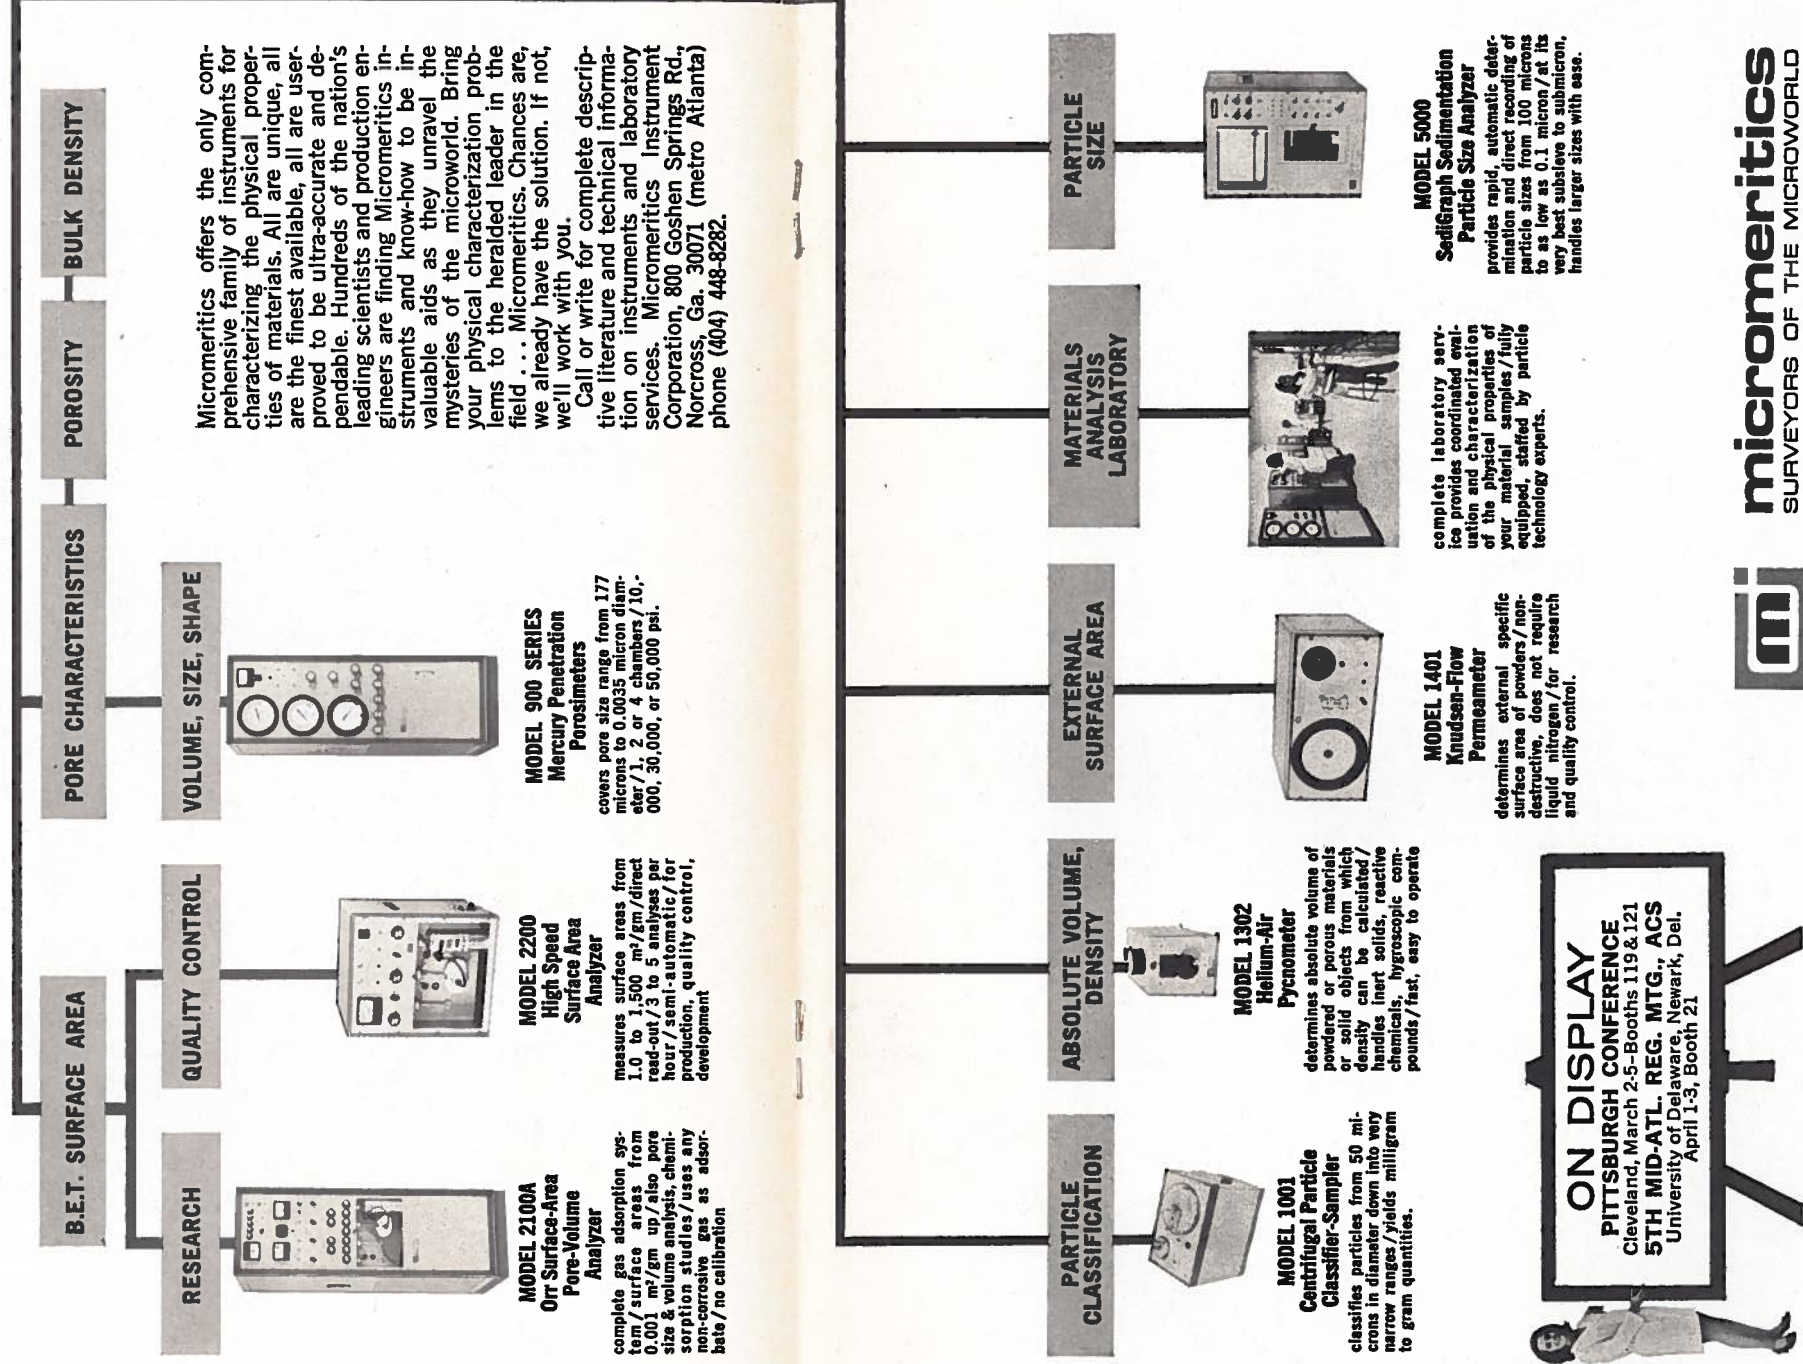 B.E.T. SURFACE AREA
PORE CHARACTERISTICS
POROSITY
BULK DENSITY
RESEARCH
QUALITY CONTROL
VOLUME, SIZE, SHAPE
MODEL 2100A
Orr Surface-Area
Pore-Volume
Analyzer
complete gas adsorption sys-
tem/surface areas from
0.001 m²/gm up/also pore
size & volume analysis, chemi-
sorption studies/uses any
non-corrosive gas as adsor-
bate/no calibration
MODEL 2200
High Speed
Surface Area
Analyzer
measures surface areas from
1.0 to 1,500 m²/gm/direct
read-out/3 to 5 analyses per
hour/semi-automatic/for
production, quality control,
development
MODEL 900 SERIES
Mercury Penetration
Porosimeters
covers pore size range from 177
microns to 0.0035 micron diam-
eter/1, 2 or 4 chambers/10,-
000, 30,000, or 50,000 psi.
Micromeritics offers the only com-
prehensive family of instruments for
characterizing the physical proper-
ties of materials. All are unique, all
are the finest available, all are user-
proved to be ultra-accurate and de-
pendable. Hundreds of the nation's
leading scientists and production en-
gineers are finding Micromeritics in-
struments and know-how to be in-
valuable aids as they unravel the
mysteries of the microworld. Bring
your physical characterization prob-
lems to the heralded leader in the
field . . . Micromeritics. Chances are,
we already have the solution. If not,
we'll work with you.
Call or write for complete descrip-
tive literature and technical informa-
tion on instruments and laboratory
services. Micromeritics Instrument
Corporation, 800 Goshen Springs Rd.,
Norcross, Ga. 30071 (metro Atlanta)
phone (404) 448-8282.
PARTICLE
CLASSIFICATION
ABSOLUTE VOLUME,
DENSITY
EXTERNAL
SURFACE AREA
MATERIALS
ANALYSIS
LABORATORY
PARTICLE
SIZE
MODEL 1001
Centrifugal Particle
Classifier-Sampler
classifies particles from 50 mi-
crons in diameter down into very
narrow ranges/yields milligram
to gram quantities.
MODEL 1302
Helium-Air
Pycnometer
determines absolute volume of
powdered or porous materials
or solid objects from which
density can be calculated/
handles inert solids, reactive
chemicals, hygroscopic com-
pounds/fast, easy to operate
MODEL 1401
Knudsen-Flow
Permeameter
determines external specific
surface area of powders/non-
destructive, does not require
liquid nitrogen/for research
and quality control.
complete laboratory serv-
ice provides coordinated eval-
uation and characterization
of the physical properties of
your material samples/fully
equipped, staffed by particle
technology experts.
MODEL 5000
SediGraph Sedimentation
Particle Size Analyzer
provides rapid, automatic deter-
mination and direct recording of
particle sizes from 100 microns
to as low as 0.1 micron/at its
very best subsieve to submicron,
handles larger sizes with ease.
ON DISPLAY
PITTSBURGH CONFERENCE
Cleveland, March 2-5-Booths 119&121
5TH MID-ATL. REG. MTG., ACS
University of Delaware, Newark, Del.
April 1-3, Booth 21
mi
micromeritics
SURVEYORS OF THE MICROWORLD